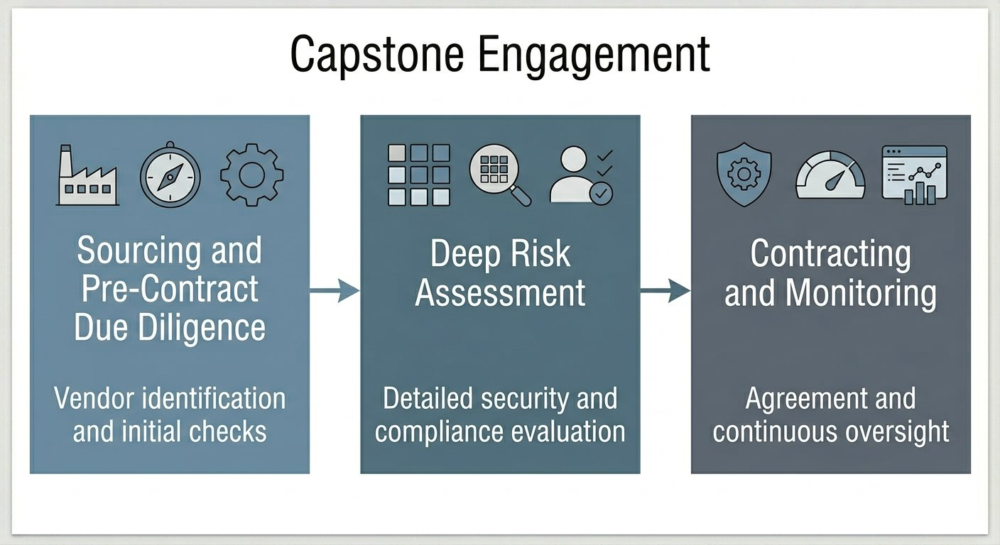 Capstone Engagement
Sourcing and
Pre-Contract
Due Diligence
Vendor identification
and initial checks
Deep Risk
Assessment
Detailed security and
compliance evaluation
Contracting
and Monitoring
Agreement and
continuous oversight